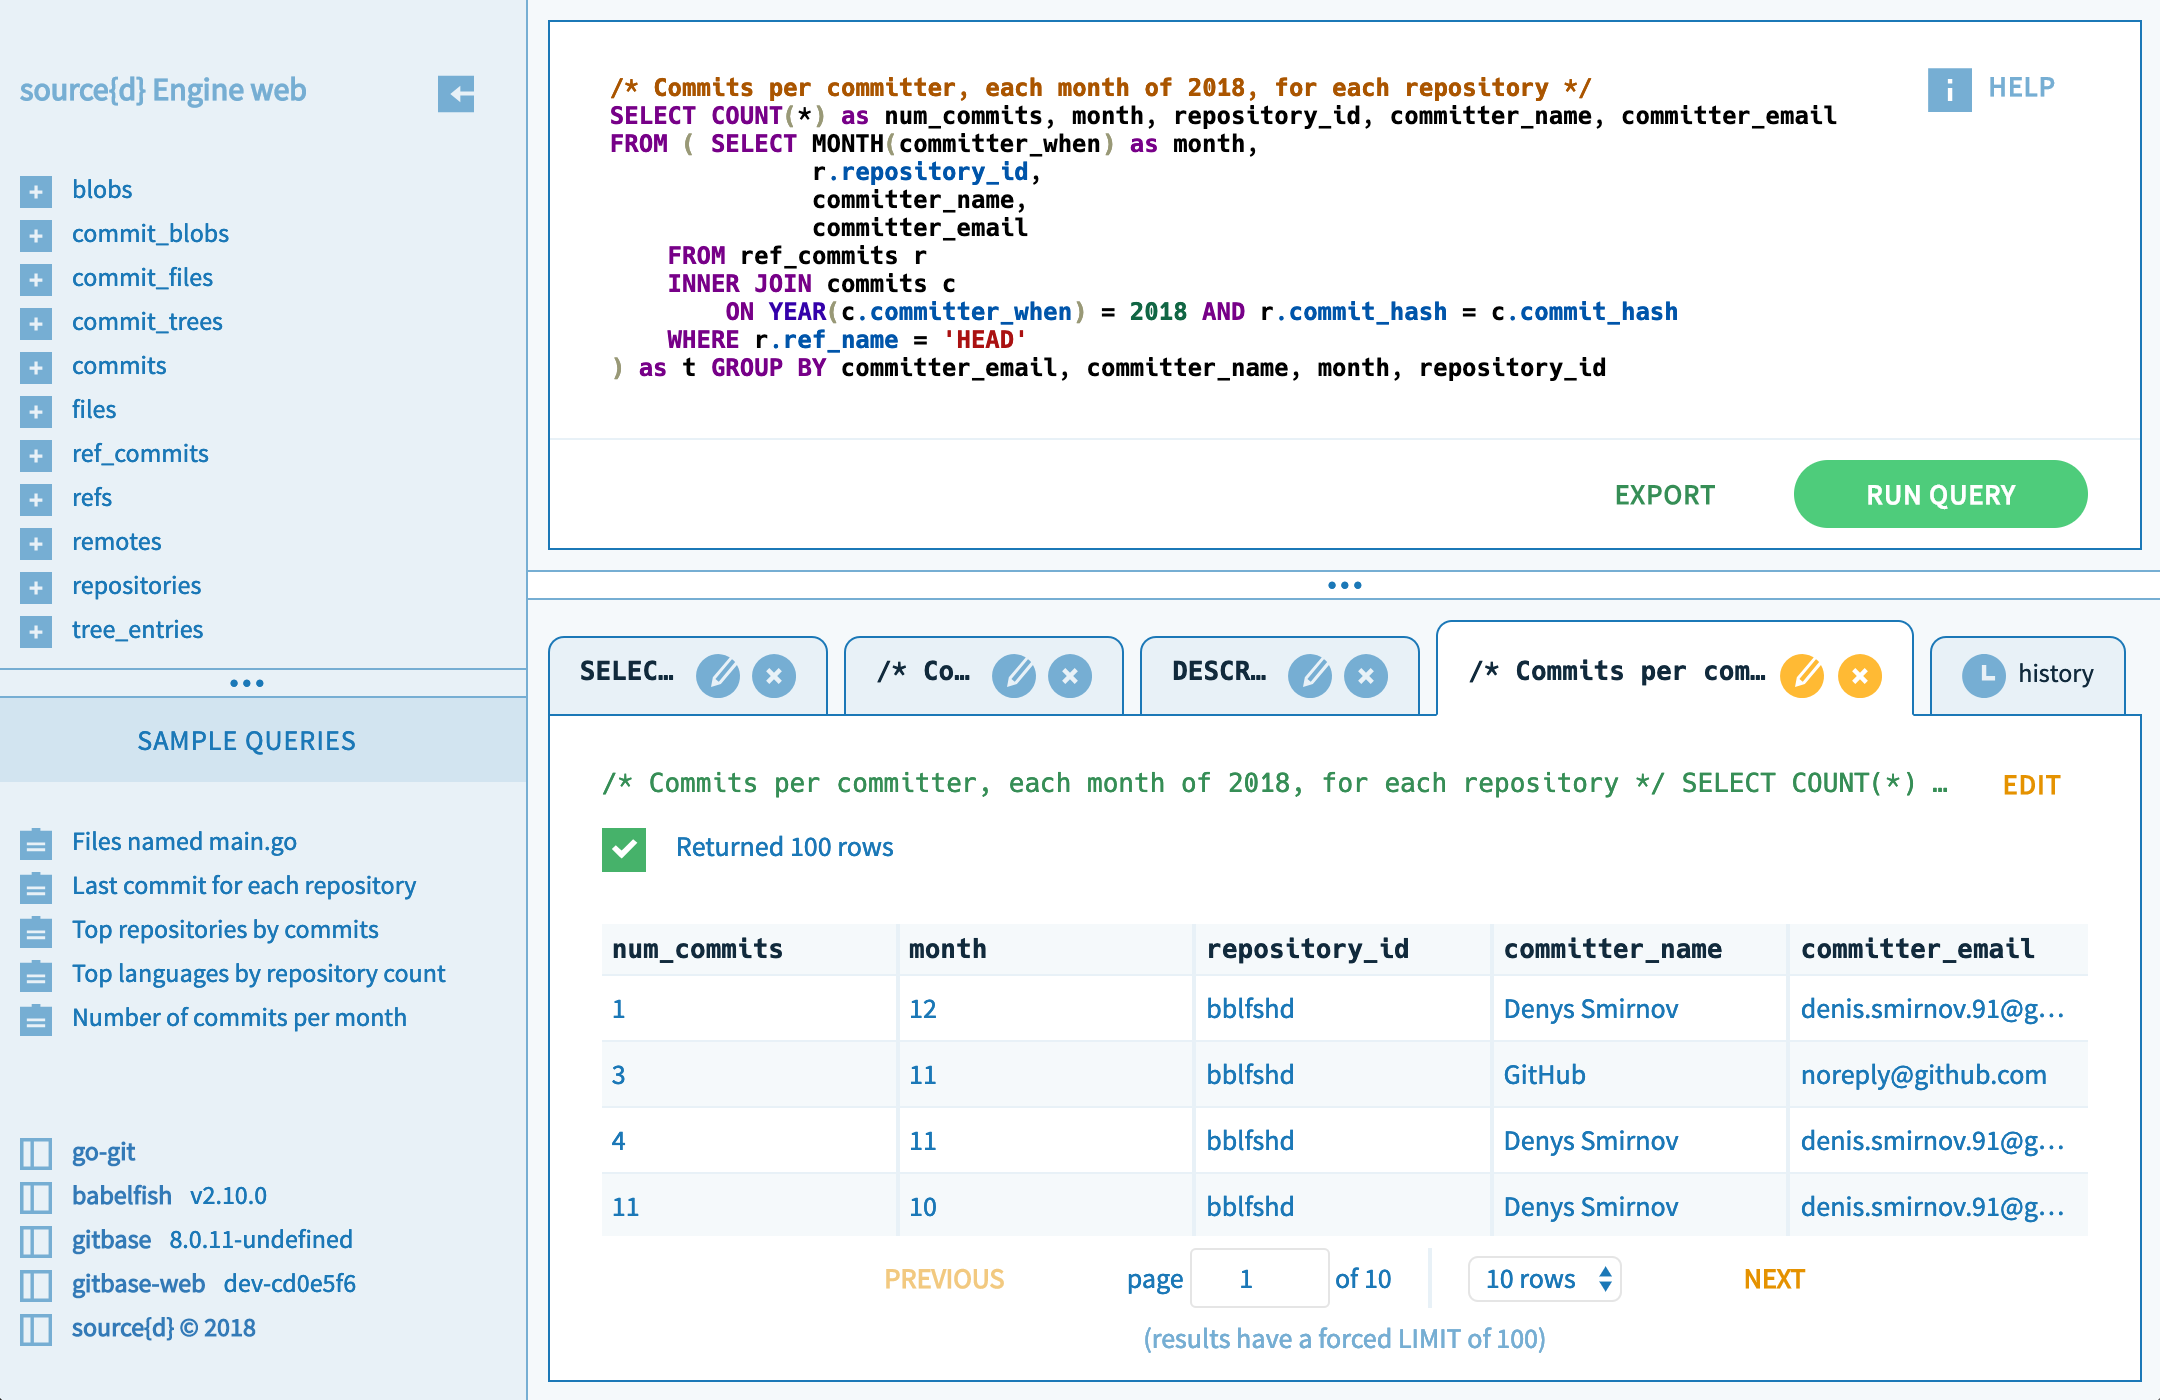 source{d} Engine web
blobs
commit_blobs
commit_files
commit_trees
commits
files
ref_commits
refs
remotes
repositories
tree_entries
SAMPLE QUERIES
Files named main.go
Last commit for each repository
Top repositories by commits
Top languages by repository count
Number of commits per month
go-git
babelfish v2.10.0
gitbase 8.0.11-undefined
gitbase-web dev-cd0e5f6
source{d} © 2018
/* Commits per committer, each month of 2018, for each repository */
SELECT COUNT(*) as num_commits, month, repository_id, committer_name, committer_email
FROM ( SELECT MONTH(committer_when) as month,
r.repository_id,
committer_name,
committer_email
FROM ref_commits r
INNER JOIN commits c
ON YEAR(c.committer_when) = 2018 AND r.commit_hash = c.commit_hash
WHERE r.ref_name = 'HEAD'
) as t GROUP BY committer_email, committer_name, month, repository_id
HELP
EXPORT RUN QUERY
SELEC… /* Co… DESCR… /* Commits per com… history
/* Commits per committer, each month of 2018, for each repository */ SELECT COUNT(*) … EDIT
Returned 100 rows
num_commits month repository_id committer_name committer_email
1 12 bblfshd Denys Smirnov denis.smirnov.91@g…
3 11 bblfshd GitHub noreply@github.com
4 11 bblfshd Denys Smirnov denis.smirnov.91@g…
11 10 bblfshd Denys Smirnov denis.smirnov.91@g…
PREVIOUS page 1 of 10 10 rows NEXT
(results have a forced LIMIT of 100)